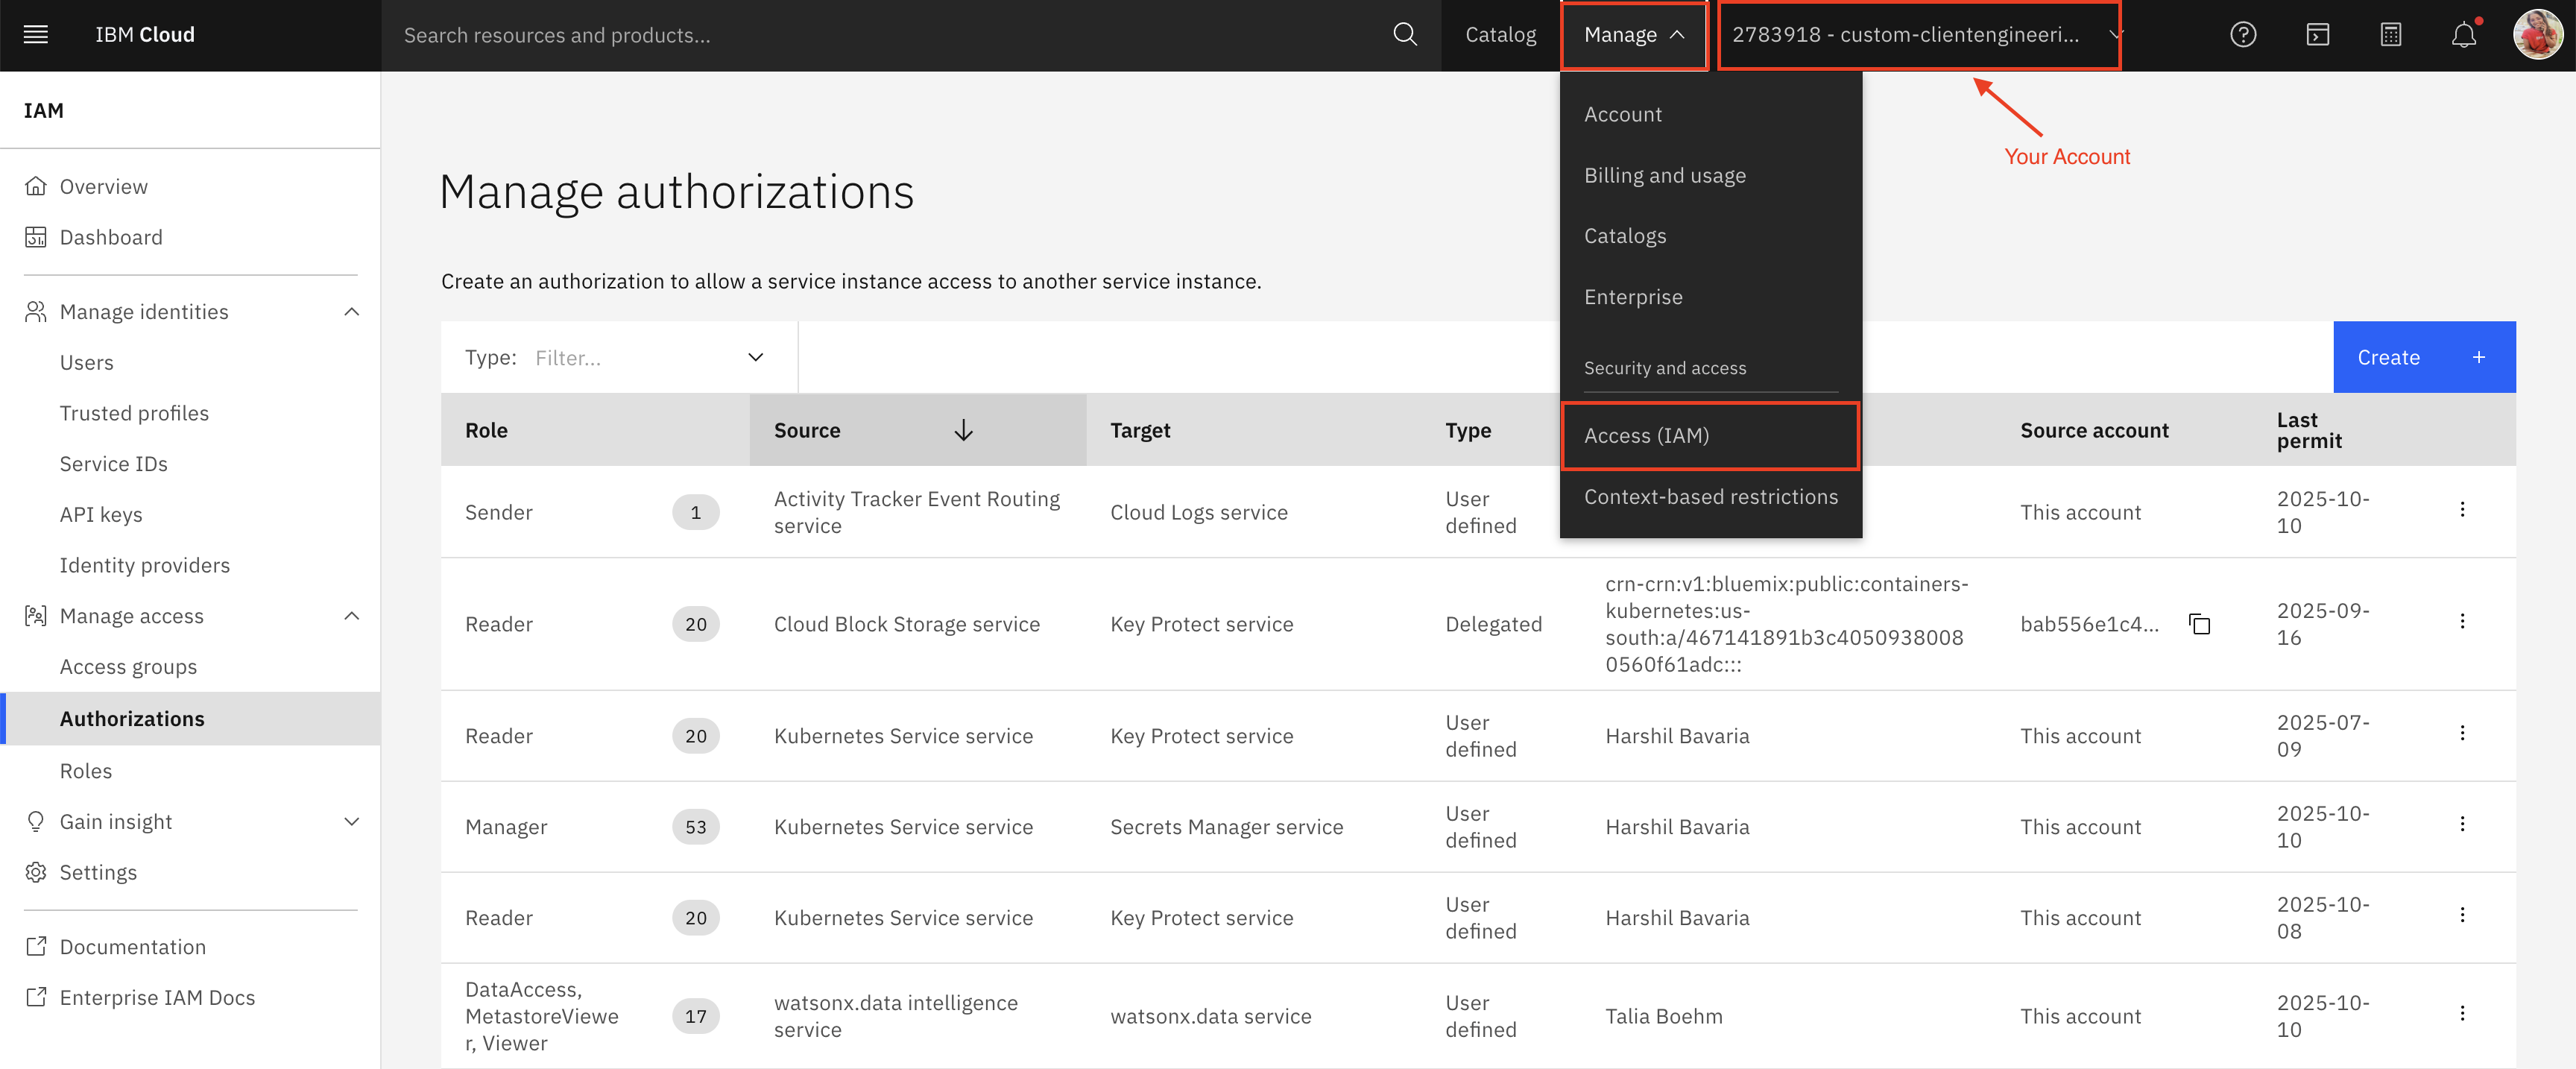 IBM Cloud
Search resources and products...
Catalog
Manage
2783918 - custom-clientengineeri...
Your Account
IAM
Overview
Dashboard
Manage identities
Users
Trusted profiles
Service IDs
API keys
Identity providers
Manage access
Access groups
Authorizations
Roles
Gain insight
Settings
Documentation
Enterprise IAM Docs
Account
Billing and usage
Catalogs
Enterprise
Security and access
Access (IAM)
Context-based restrictions
Manage authorizations
Create an authorization to allow a service instance access to another service instance.
Type: Filter...
Create +
Role Source Target Type Source account Last
permit
Sender 1 Activity Tracker Event Routing
service Cloud Logs service User
defined This account 2025-10-
10
Reader 20 Cloud Block Storage service Key Protect service Delegated crn-crn:v1:bluemix:public:containers-
kubernetes:us-
south:a/467141891b3c4050938008
0560f61adc::: bab556e1c4... 2025-09-
16
Reader 20 Kubernetes Service service Key Protect service User
defined Harshil Bavaria This account 2025-07-
09
Manager 53 Kubernetes Service service Secrets Manager service User
defined Harshil Bavaria This account 2025-10-
10
Reader 20 Kubernetes Service service Key Protect service User
defined Harshil Bavaria This account 2025-10-
08
DataAccess,
MetastoreViewe
r, Viewer 17 watsonx.data intelligence
service watsonx.data service User
defined Talia Boehm This account 2025-10-
10